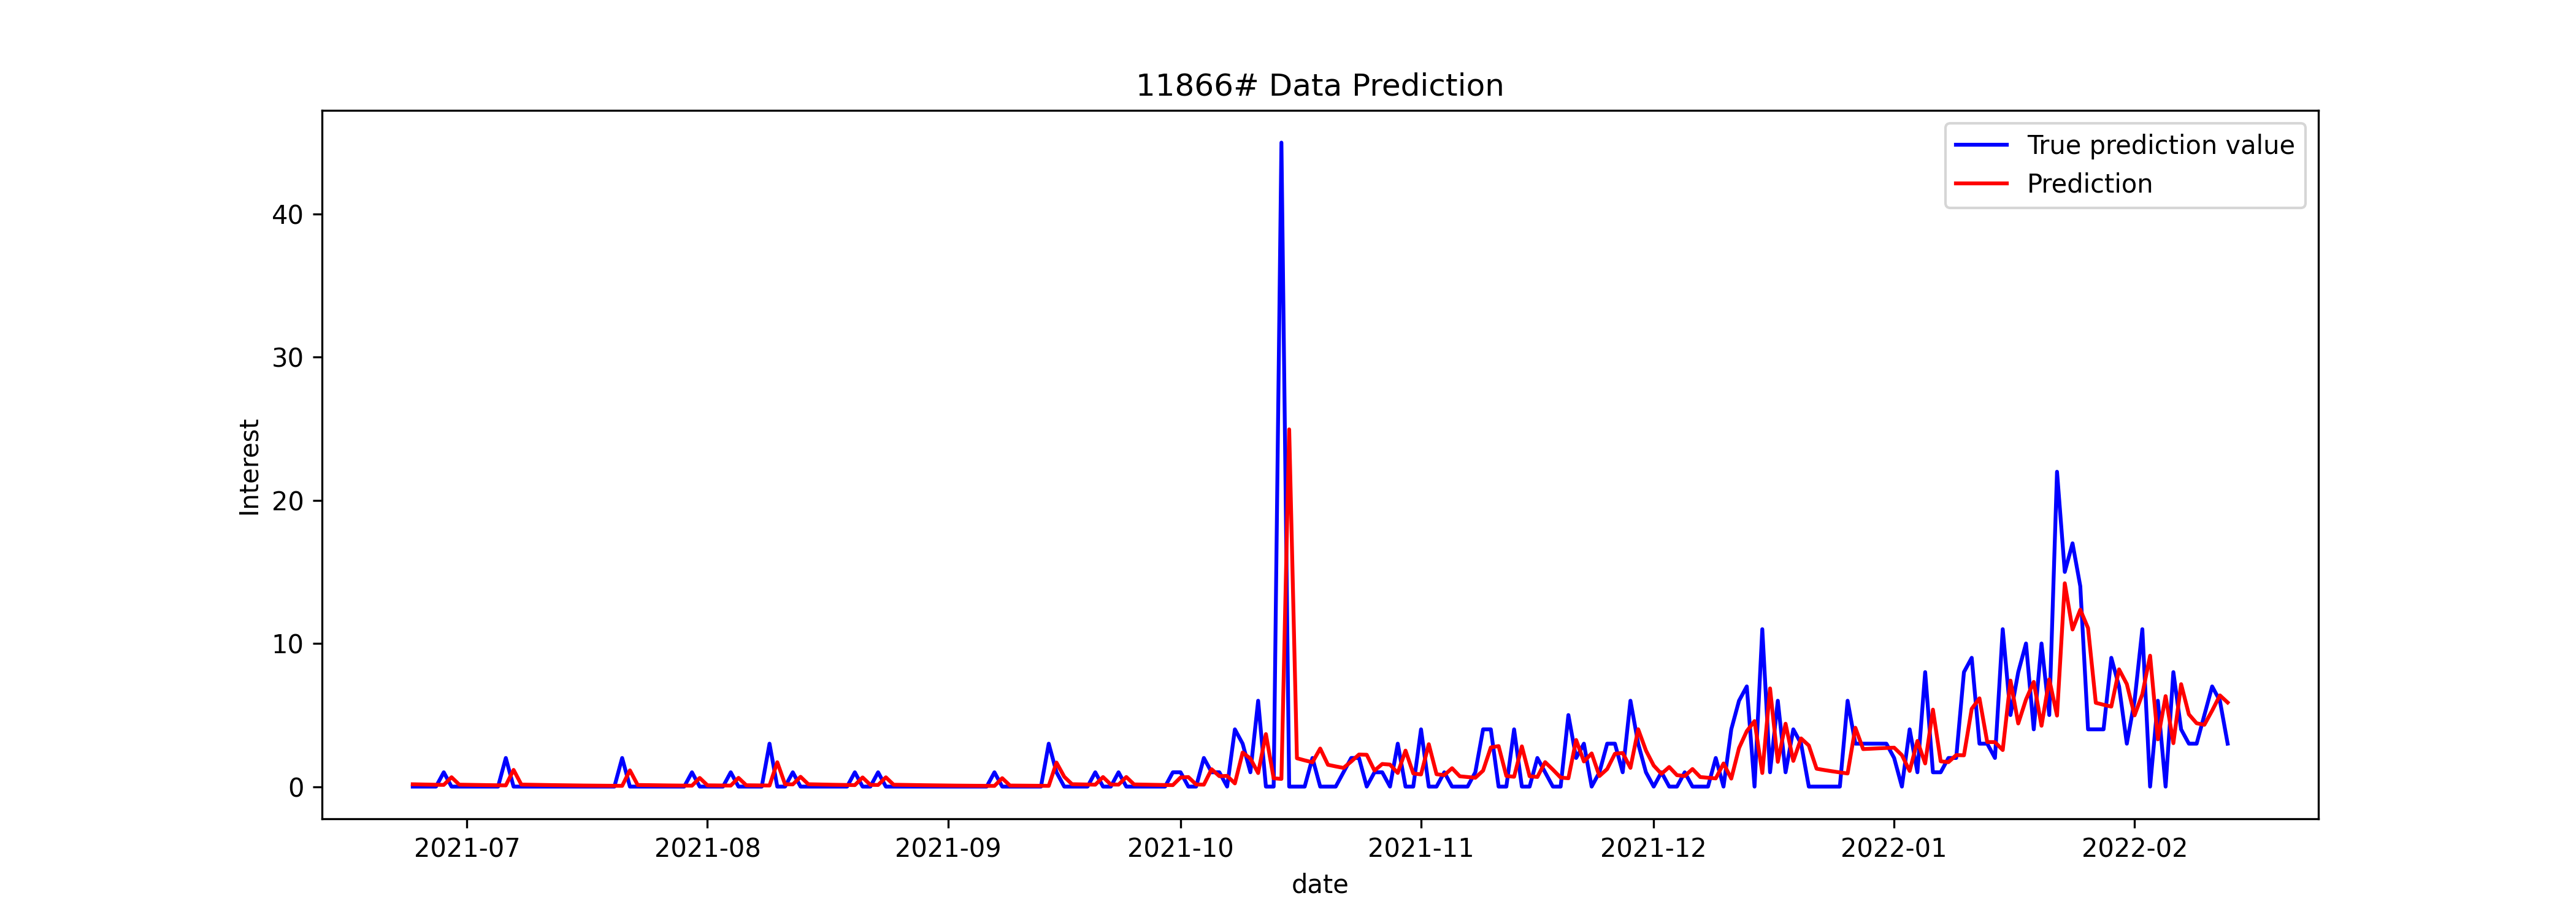 11866# Data Prediction
True prediction value
Prediction
Interest
40
30
20
10
0
2021-07 2021-08 2021-09 2021-10 2021-11 2021-12 2022-01 2022-02
date